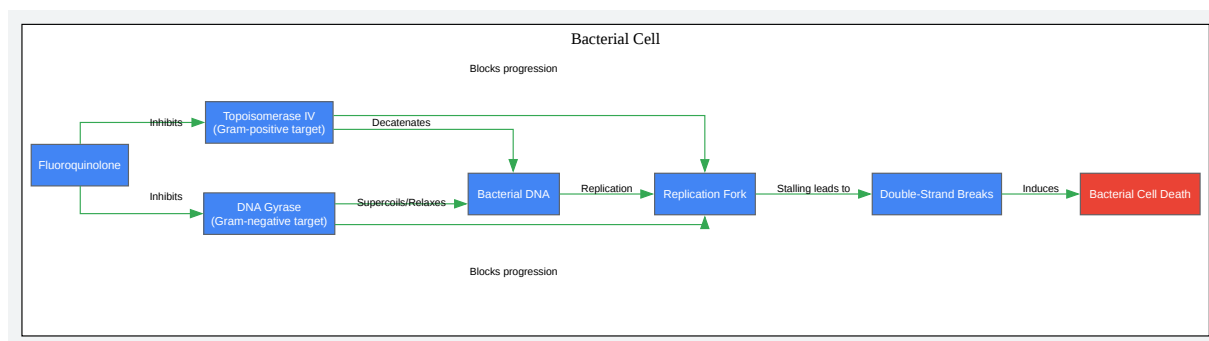 Bacterial Cell
Blocks progression
Inhibits
Topoisomerase IV
(Gram-positive target)
Decatenates
Fluoroquinolone
Inhibits
DNA Gyrase
(Gram-negative target)
Supercoils/Relaxes
Bacterial DNA
Replication
Replication Fork
Stalling leads to
Double-Strand Breaks
Induces
Bacterial Cell Death
Blocks progression